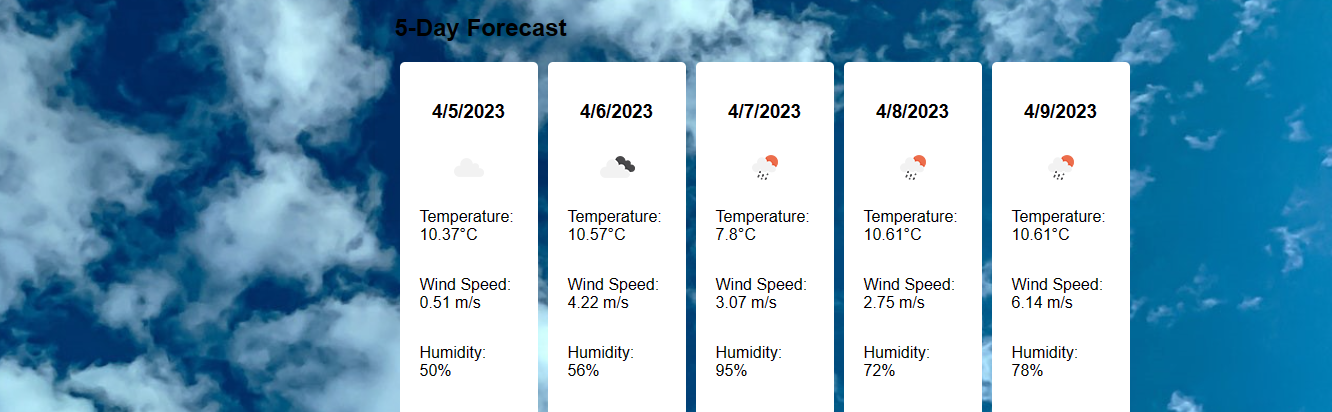 5-Day Forecast
4/5/2023
Temperature:
10.37°C
Wind Speed:
0.51 m/s
Humidity:
50%
4/6/2023
Temperature:
10.57°C
Wind Speed:
4.22 m/s
Humidity:
56%
4/7/2023
Temperature:
7.8°C
Wind Speed:
3.07 m/s
Humidity:
95%
4/8/2023
Temperature:
10.61°C
Wind Speed:
2.75 m/s
Humidity:
72%
4/9/2023
Temperature:
10.61°C
Wind Speed:
6.14 m/s
Humidity:
78%